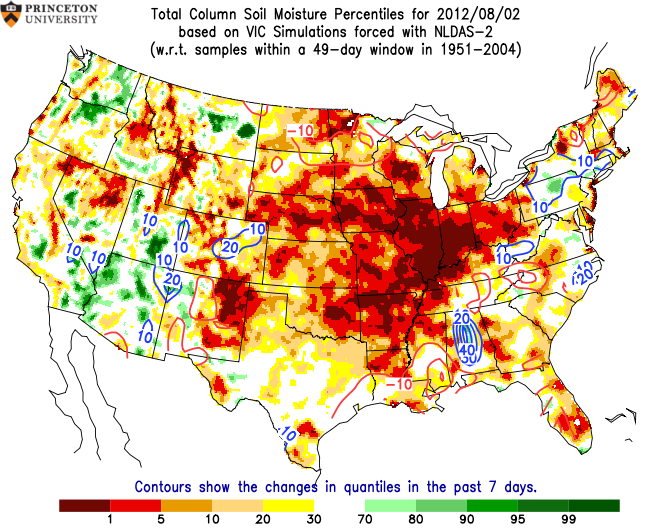 PRINCETON
UNIVERSITY
Total Column Soil Moisture Percentiles for 2012/08/02
based on VIC Simulations forced with NLDAS-2
(w.r.t. samples within a 49-day window in 1951-2004)
-10
10
10
10
10
10
10
20
10
10
10
10
20
20
10
20
40
-10
10
Contours show the changes in quantiles in the past 7 days.
1 5 10 20 30 70 80 90 95 99